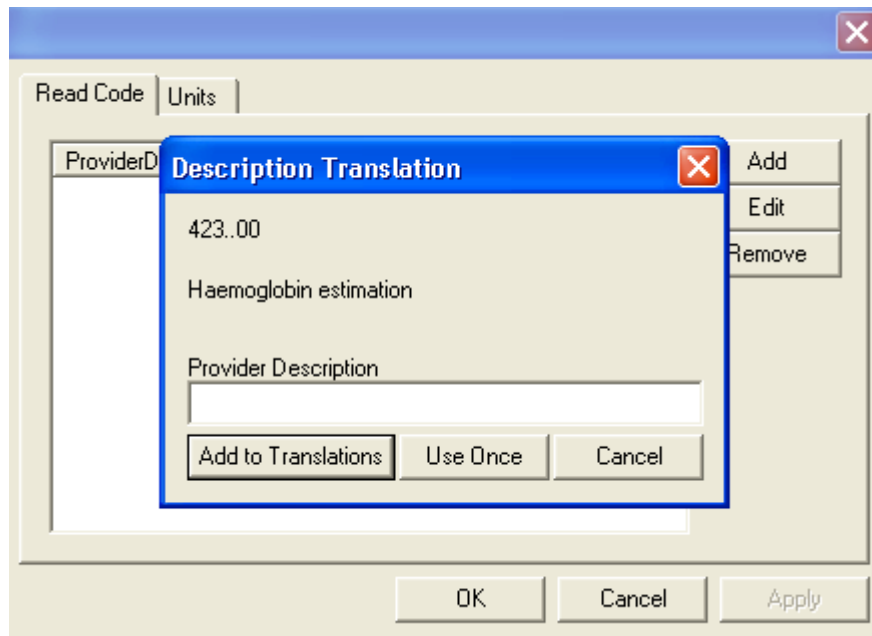 Read Code Units
ProviderD
Add
Edit
Remove
Description Translation
423..00
Haemoglobin estimation
Provider Description
Add to Translations Use Once Cancel
OK Cancel Apply